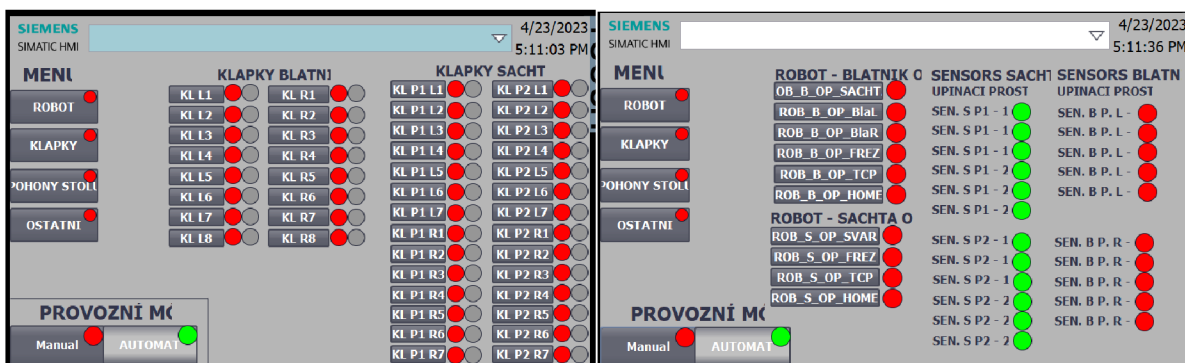 SIEMENS
SIMATIC HMI
4/23/2023
5:11:03 PM
MENU
ROBOT
KLAPKY
POHONY STOLU
OSTATNI
KLAPKY BLATNI
KL L1 KL R1
KL L2 KL R2
KL L3 KL R3
KL L4 KL R4
KL L5 KL R5
KL L6 KL R6
KL L7 KL R7
KL L8 KL R8
KLAPKY SACHT
KL P1 L1 KL P2 L1
KL P1 L2 KL P2 L2
KL P1 L3 KL P2 L3
KL P1 L4 KL P2 L4
KL P1 L5 KL P2 L5
KL P1 L6 KL P2 L6
KL P1 L7 KL P2 L7
KL P1 R1 KL P2 R1
KL P1 R2 KL P2 R2
KL P1 R3 KL P2 R3
KL P1 R4 KL P2 R4
KL P1 R5 KL P2 R5
KL P1 R6 KL P2 R6
KL P1 R7 KL P2 R7
PROVOZNÍ MO
Manual AUTOMAT
SIEMENS
SIMATIC HMI
4/23/2023
5:11:36 PM
MENU
ROBOT
KLAPKY
POHONY STOLU
OSTATNI
ROBOT - BLATNIK O
OB_B_OP_SACHT
ROB_B_OP_BlaL
ROB_B_OP_BlaR
ROB_B_OP_FREZ
ROB_B_OP_TCP
ROB_B_OP_HOME
ROBOT - SACHTA O
ROB_S_OP_SVAR
ROB_S_OP_FREZ
ROB_S_OP_TCP
ROB_S_OP_HOME
SENSORS SACHT
UPINACI PROST
SEN. S P1 - 1
SEN. S P1 - 1
SEN. S P1 - 1
SEN. S P1 - 2
SEN. S P1 - 2
SEN. S P1 - 2
SEN. S P2 - 1
SEN. S P2 - 1
SEN. S P2 - 1
SEN. S P2 - 2
SEN. S P2 - 2
SEN. S P2 - 2
SENSORS BLATN
UPINACI PROST
SEN. B P. L -
SEN. B P. L -
SEN. B P. L -
SEN. B P. L -
SEN. B P. R -
SEN. B P. R -
SEN. B P. R -
SEN. B P. R -
SEN. B P. R -
PROVOZNÍ MO
Manual AUTOMAT